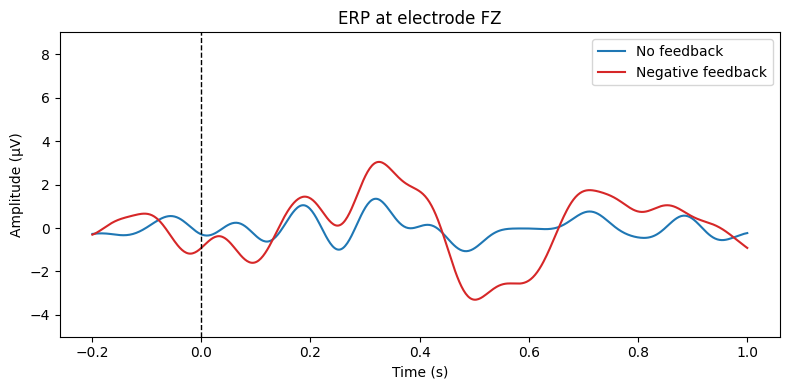 ERP at electrode FZ
No feedback
Negative feedback
Amplitude (µV)
8
6
4
2
0
−2
−4
−0.2
0.0
0.2
0.4
0.6
0.8
1.0
Time (s)